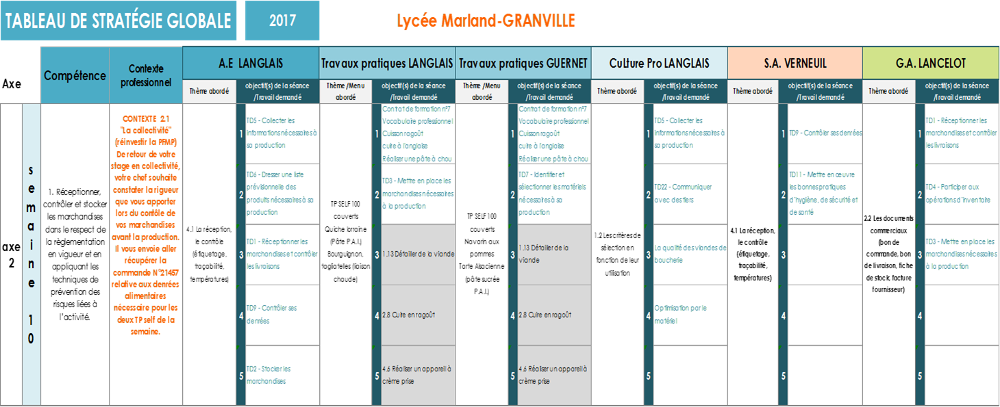 TABLEAU DE STRATÉGIE GLOBALE
2017
Lycée Marland-GRANVILLE
Axe
Compétence
Contexte
professionnel
A.E LANGLAIS
Thème abordé
objectif(s) de la séance
/Travail demandé
Travaux pratiques LANGLAIS
Thème /Menu
abordé
objectif(s) de la séance
/Travail demandé
Travaux pratiques GUERNET
Thème /Menu
abordé
objectif(s) de la séance
/Travail demandé
Culture Pro LANGLAIS
Thème abordé
objectif(s) de la séance
/Travail demandé
S.A. VERNEUIL
Thème abordé
objectif(s) de la séance
/Travail demandé
G.A. LANCELOT
Thème abordé
objectif(s) de la séance
/Travail demandé
axe
2
s
e
m
a
i
n
e
1
0
1. Réceptionner,
contrôler et stocker
les marchandises
dans le respect de
la règlementation
en vigueur et en
appliquant les
techniques de
prévention des
risques liées à
l'activité.
CONTEXTE 2.1
"La collectivité"
(réinvestir la PFMP)
De retour de votre
stage en collectivité,
votre chef souhaite
constater la rigueur
que vous apporter
lors du contôle de
vos marchandises
avant la production.
Il vous envoie aller
récupérer la
commande N°21457
relative aux denrées
alimentaires
nécessaire pour les
deux TP self de la
semaine.
4.1 La réception,
le contrôle
(étiquetage,
traçabilité,
températures)
1
TD5 - Collecter les
informations nécessaires à
sa production
2
TD6 - Dresser une liste
prévisionnelle des
produits nécessaires à sa
production
3
TD1 - Réceptionner les
marchandises et contrôler
les livraisons
4
TD9 - Contrôler ses
denrées
5
TD2 - Stocker les
marchandises
TP SELF 100
couverts
Quiche lorraine
(Pâte P.A.I.)
Bourguignon,
tagliatelles (liaison
chaude)
1
Contrat de formation n°7
Vocabulaire professionnel
Cuisson ragoût
cuire à l'anglaise
Réaliser une pâte à chou
2
TD3 - Mettre en place les
marchandises nécessaires
à la production
3
1.13 Détailler de la viande
4
2.8 Cuire en ragoût
5
4.6 Réaliser un appareil à
crème prise
TP SELF 100
couverts
Navarin aux
pommes
Tarte Alsacienne
(pâte sucrée
P.A.I.)
1
Contrat de formation n°7
Vocabulaire professionnel
Cuisson ragoût
cuire à l'anglaise
Réaliser une pâte à chou
2
TD7 - Identifier et
sélectionner les matériels
nécessaires à sa
production
3
1.13 Détailler de la
viande
4
2.8 Cuire en ragoût
5
4.6 Réaliser un appareil à
crème prise
1.2 Les critères de
sélection en
fonction de leur
utilisation
1
TD5 - Collecter les
informations nécessaires à
sa production
2
TD22 - Communiquer
avec des tiers
3
La qualité des viandes de
boucherie
4
Optimisation par le
matériel
5
4.1 La réception,
le contrôle
(étiquetage,
traçabilité,
températures)
1
TD9 - Contrôler ses denrées
2
TD11 - Mettre en œuvre
les bonnes pratiques
d'hygiène, de sécurité et
de santé
3
4
5
2.2 Les documents
commerciaux
(bon de
commande, bon
de livraison, fiche
de stock, facture
fournisseur)
1
TD1 - Réceptionner les
marchandises et contrôler
les livraisons
2
TD4 - Participer aux
opérations d'inventaire
3
TD3 - Mettre en place les
marchandises nécessaires
à la production
4
5